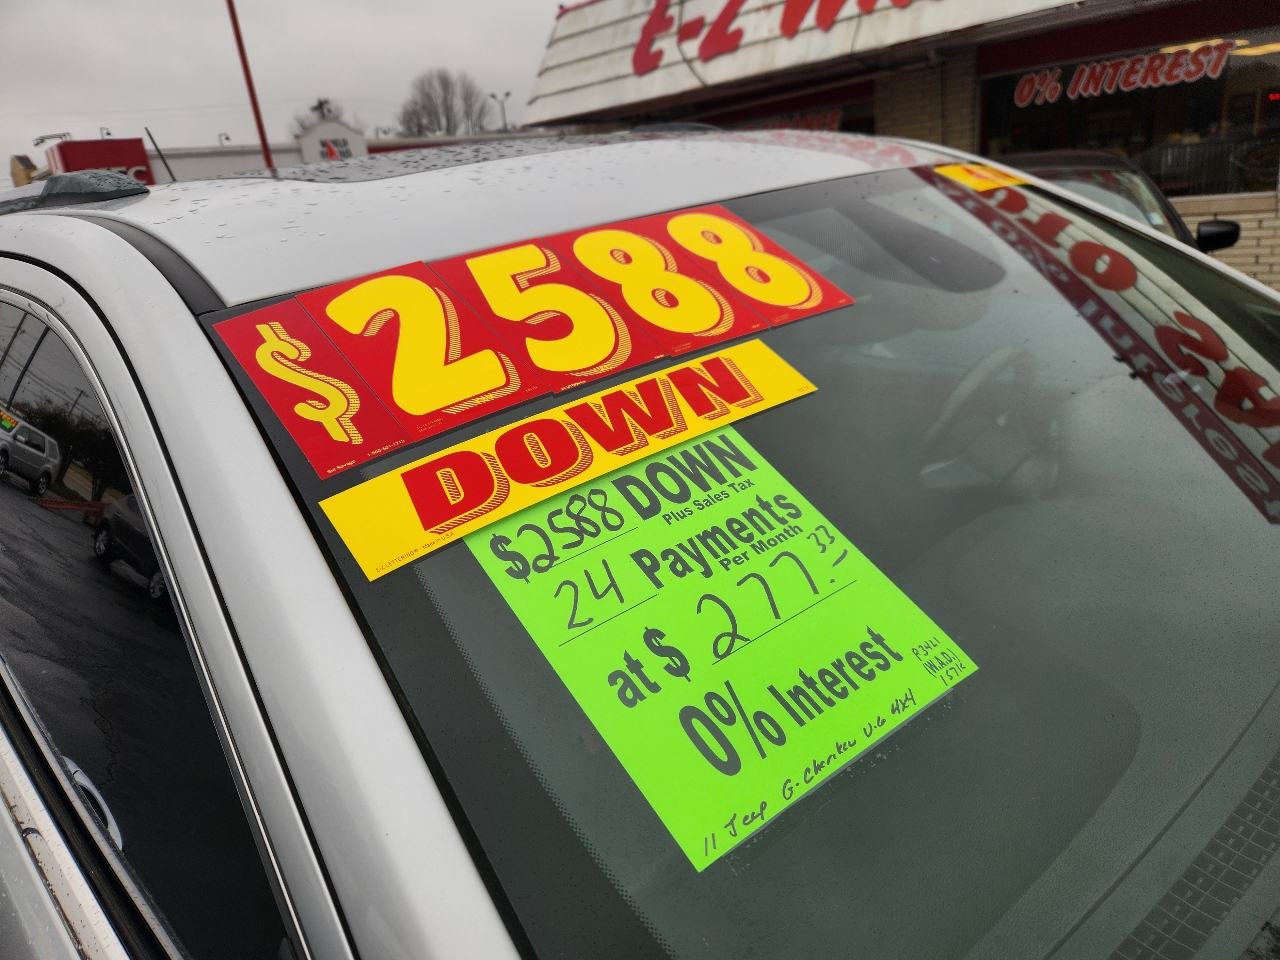 E-Z
0% INTEREST
$2588
DOWN
$2588 DOWN
Plus Sales Tax
24 Payments
Per Month
at $ 277.33
0% Interest
P3421
(W.A.D.)
11 Jeep G. Cherokee V-6 4x4